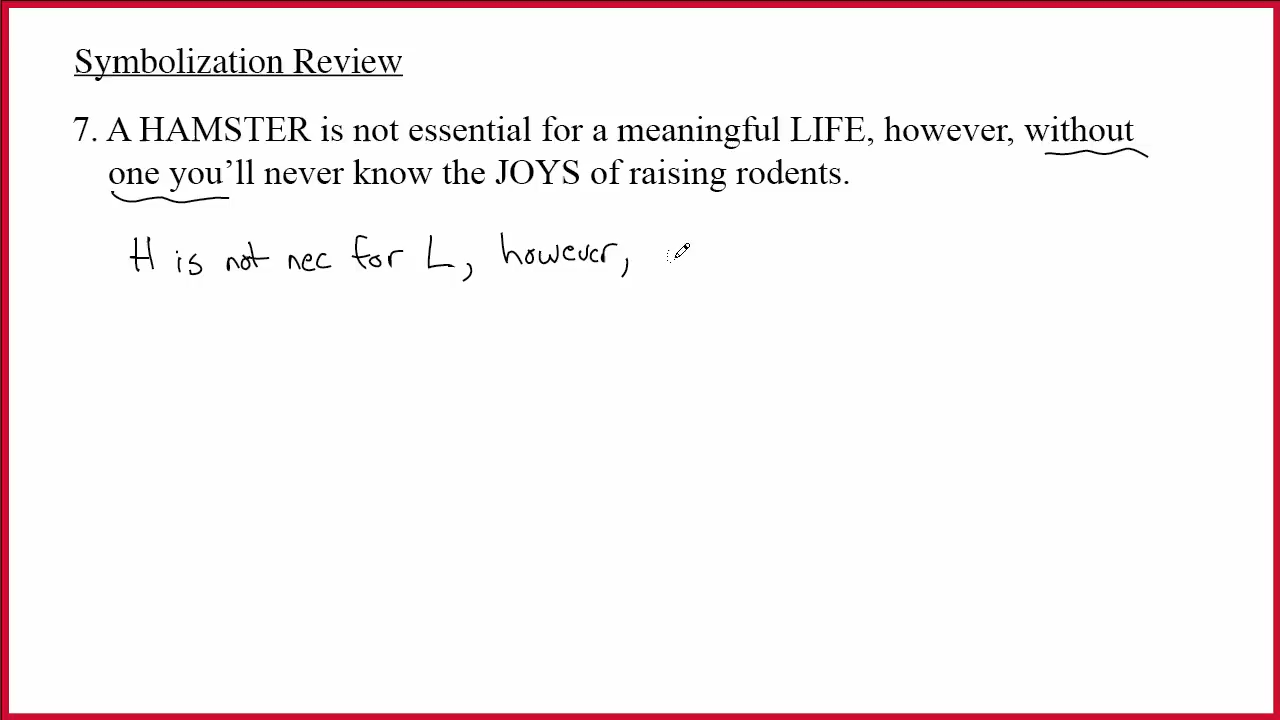 Symbolization Review
7. A HAMSTER is not essential for a meaningful LIFE, however, without
one you’ll never know the JOYS of raising rodents.
H is not nec for L, however,